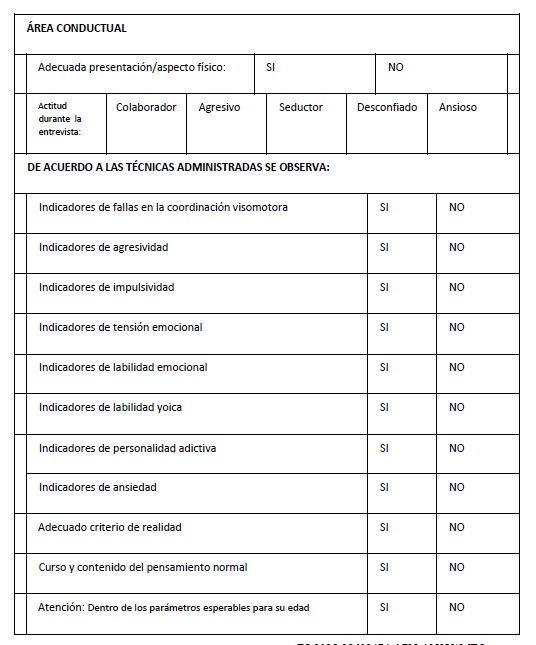 ÁREA CONDUCTUAL
Adecuada presentación/aspecto físico: SI NO
Actitud durante la entrevista: Colaborador Agresivo Seductor Desconfiado Ansioso
DE ACUERDO A LAS TÉCNICAS ADMINISTRADAS SE OBSERVA:
Indicadores de fallas en la coordinación visomotora SI NO
Indicadores de agresividad SI NO
Indicadores de impulsividad SI NO
Indicadores de tensión emocional SI NO
Indicadores de labilidad emocional SI NO
Indicadores de labilidad yoica SI NO
Indicadores de personalidad adictiva SI NO
Indicadores de ansiedad SI NO
Adecuado criterio de realidad SI NO
Curso y contenido del pensamiento normal SI NO
Atención: Dentro de los parámetros esperables para su edad SI NO